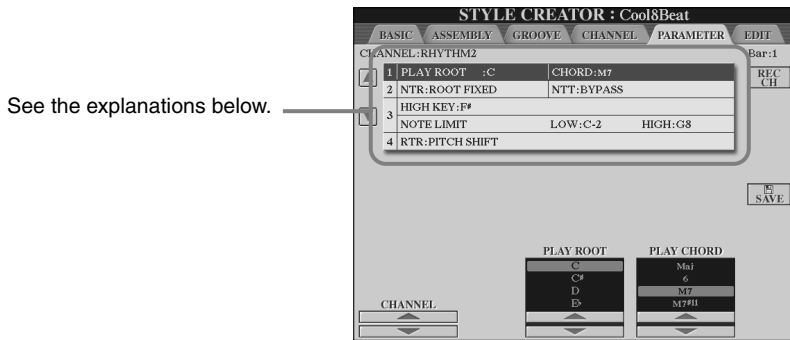 STYLE CREATOR : Cool8Beat
BASIC ASSEMBLY GROOVE CHANNEL PARAMETER EDIT
CHANNEL:RHYTHM2 Bar:1
1 PLAY ROOT :C CHORD:M7
REC CH
2 NTR:ROOT FIXED NTT:BYPASS
See the explanations below.
3 HIGH KEY:F♯
NOTE LIMIT LOW:C-2 HIGH:G8
4 RTR:PITCH SHIFT
SAVE
PLAY ROOT PLAY CHORD
C Maj
C♯ 6
D M7
E♭ M7♯11
CHANNEL